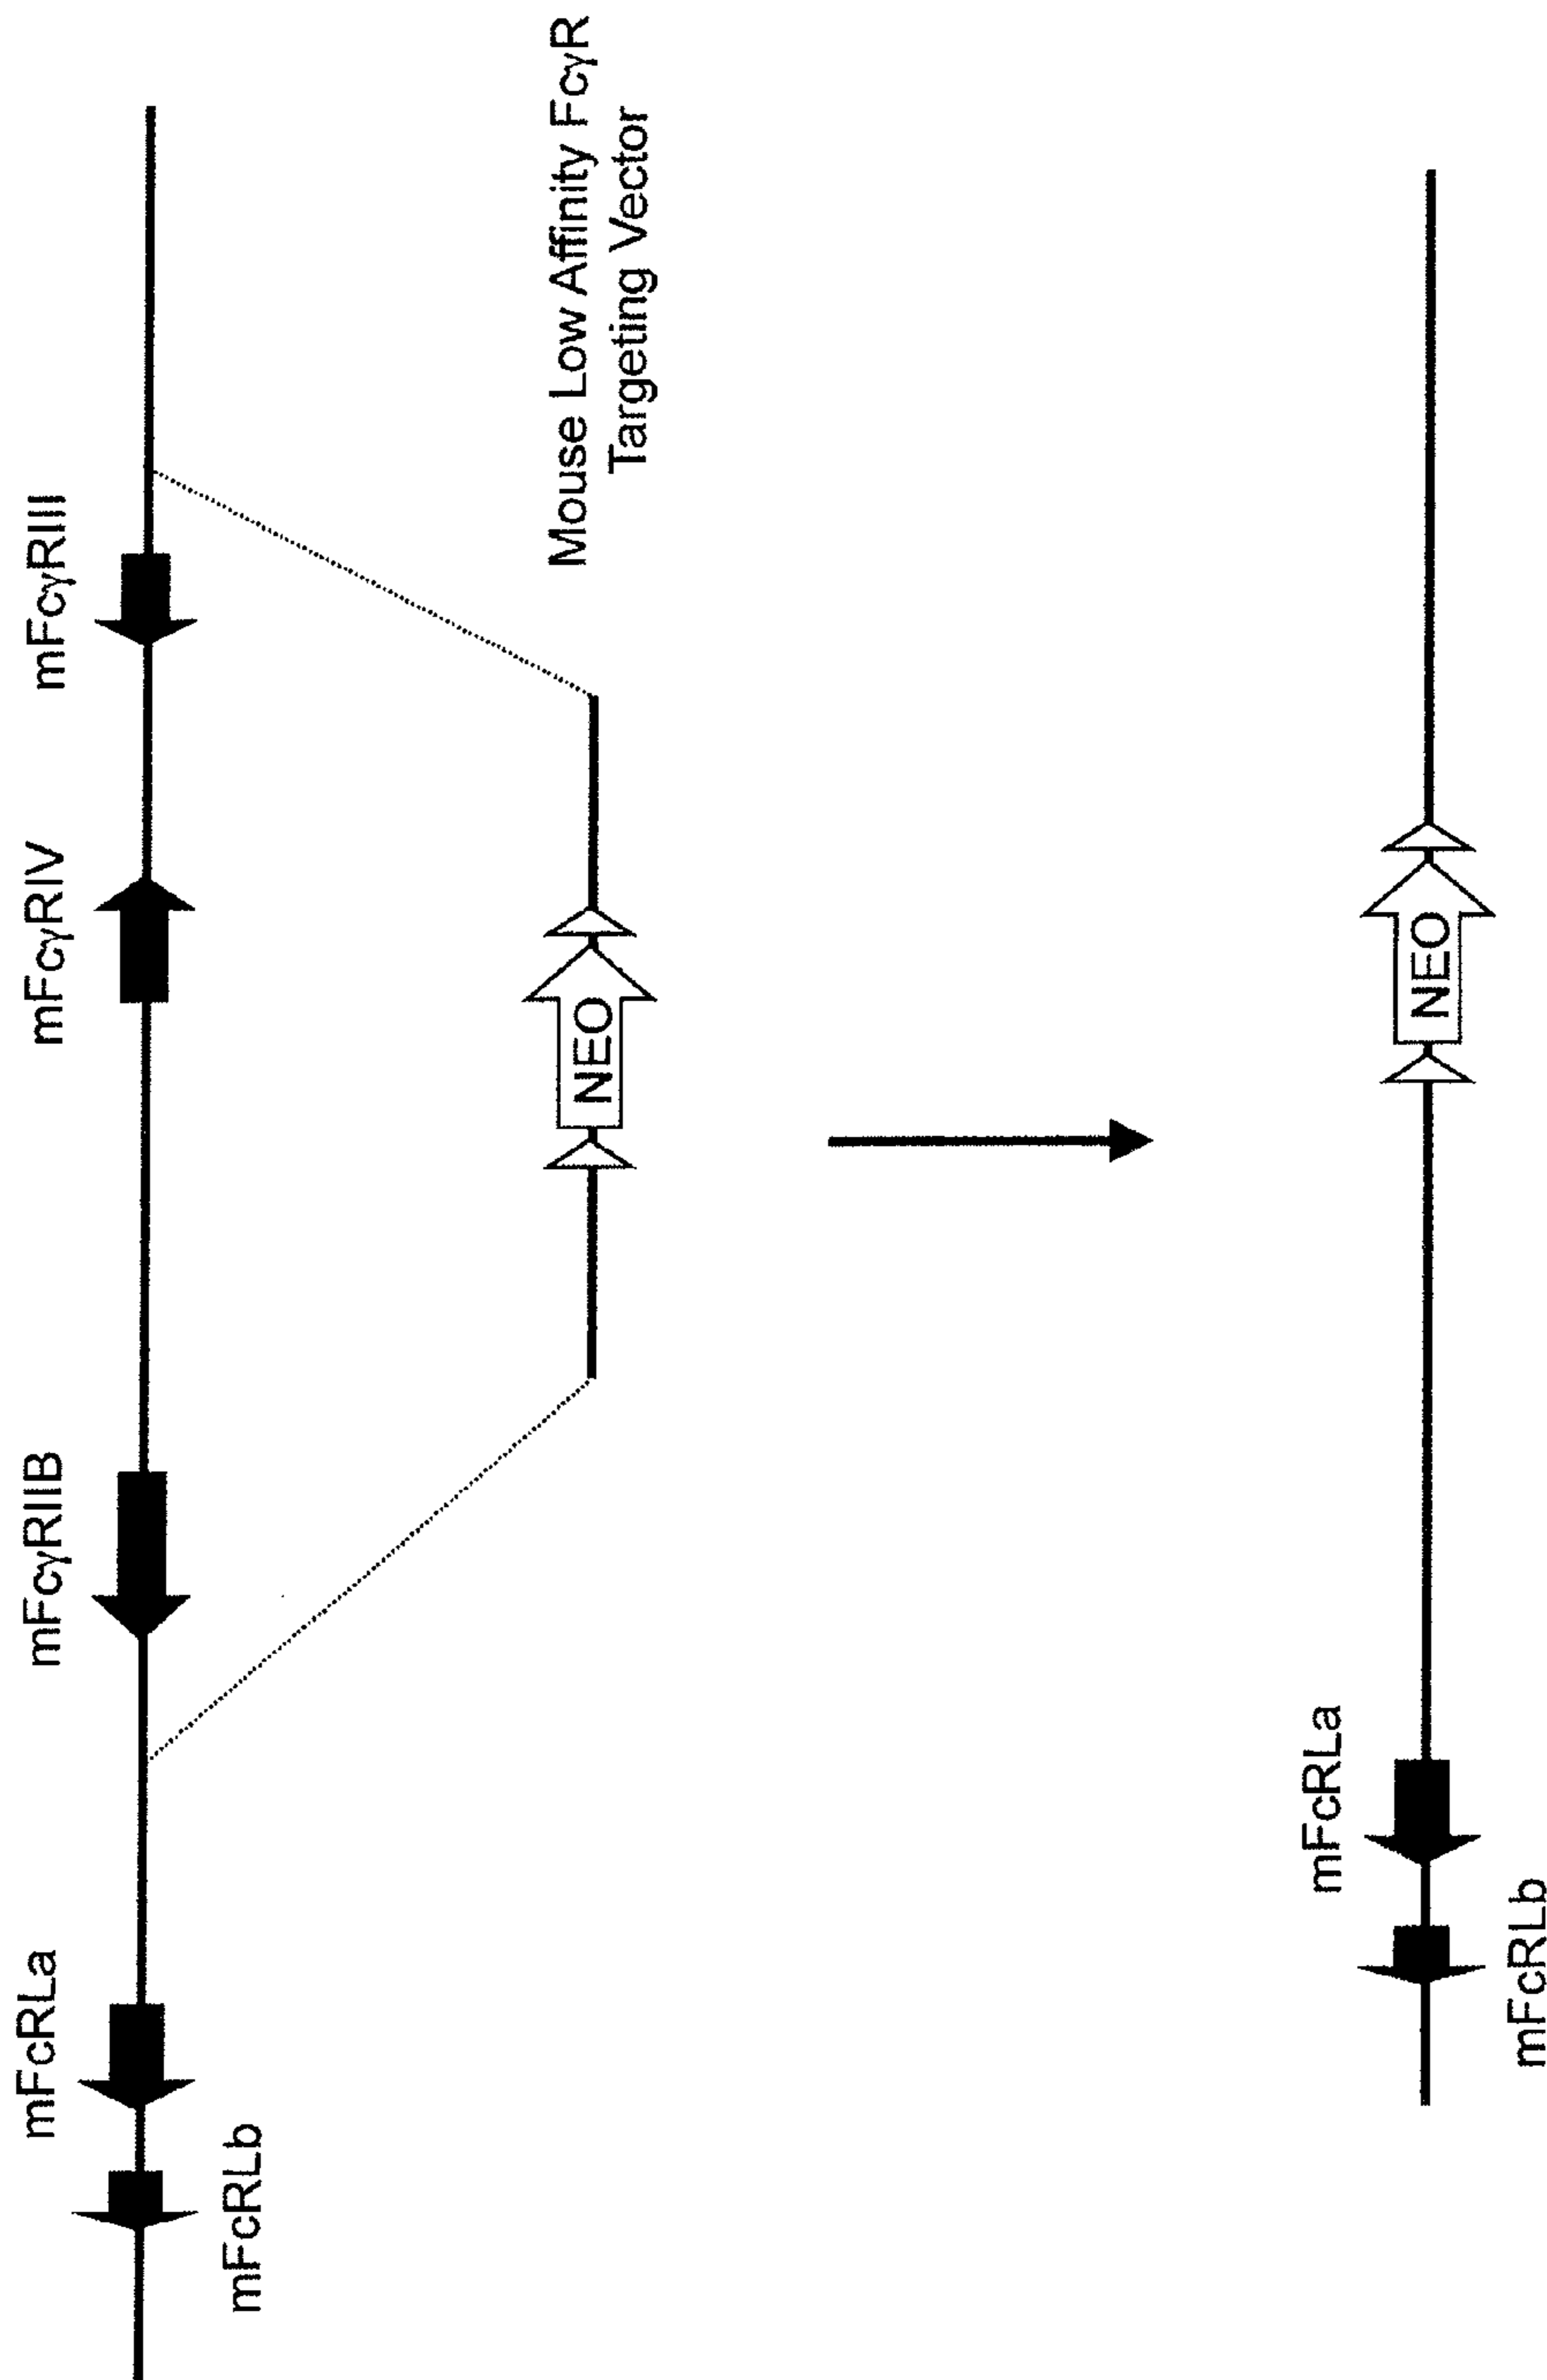 mFcRLa
mFcγRIIB
mFcγRIV
mFcγRIII
mFcRLb
NEO
Mouse Low Affinity FcγR
Targeting Vector
mFcRLa
NEO
mFcRLb